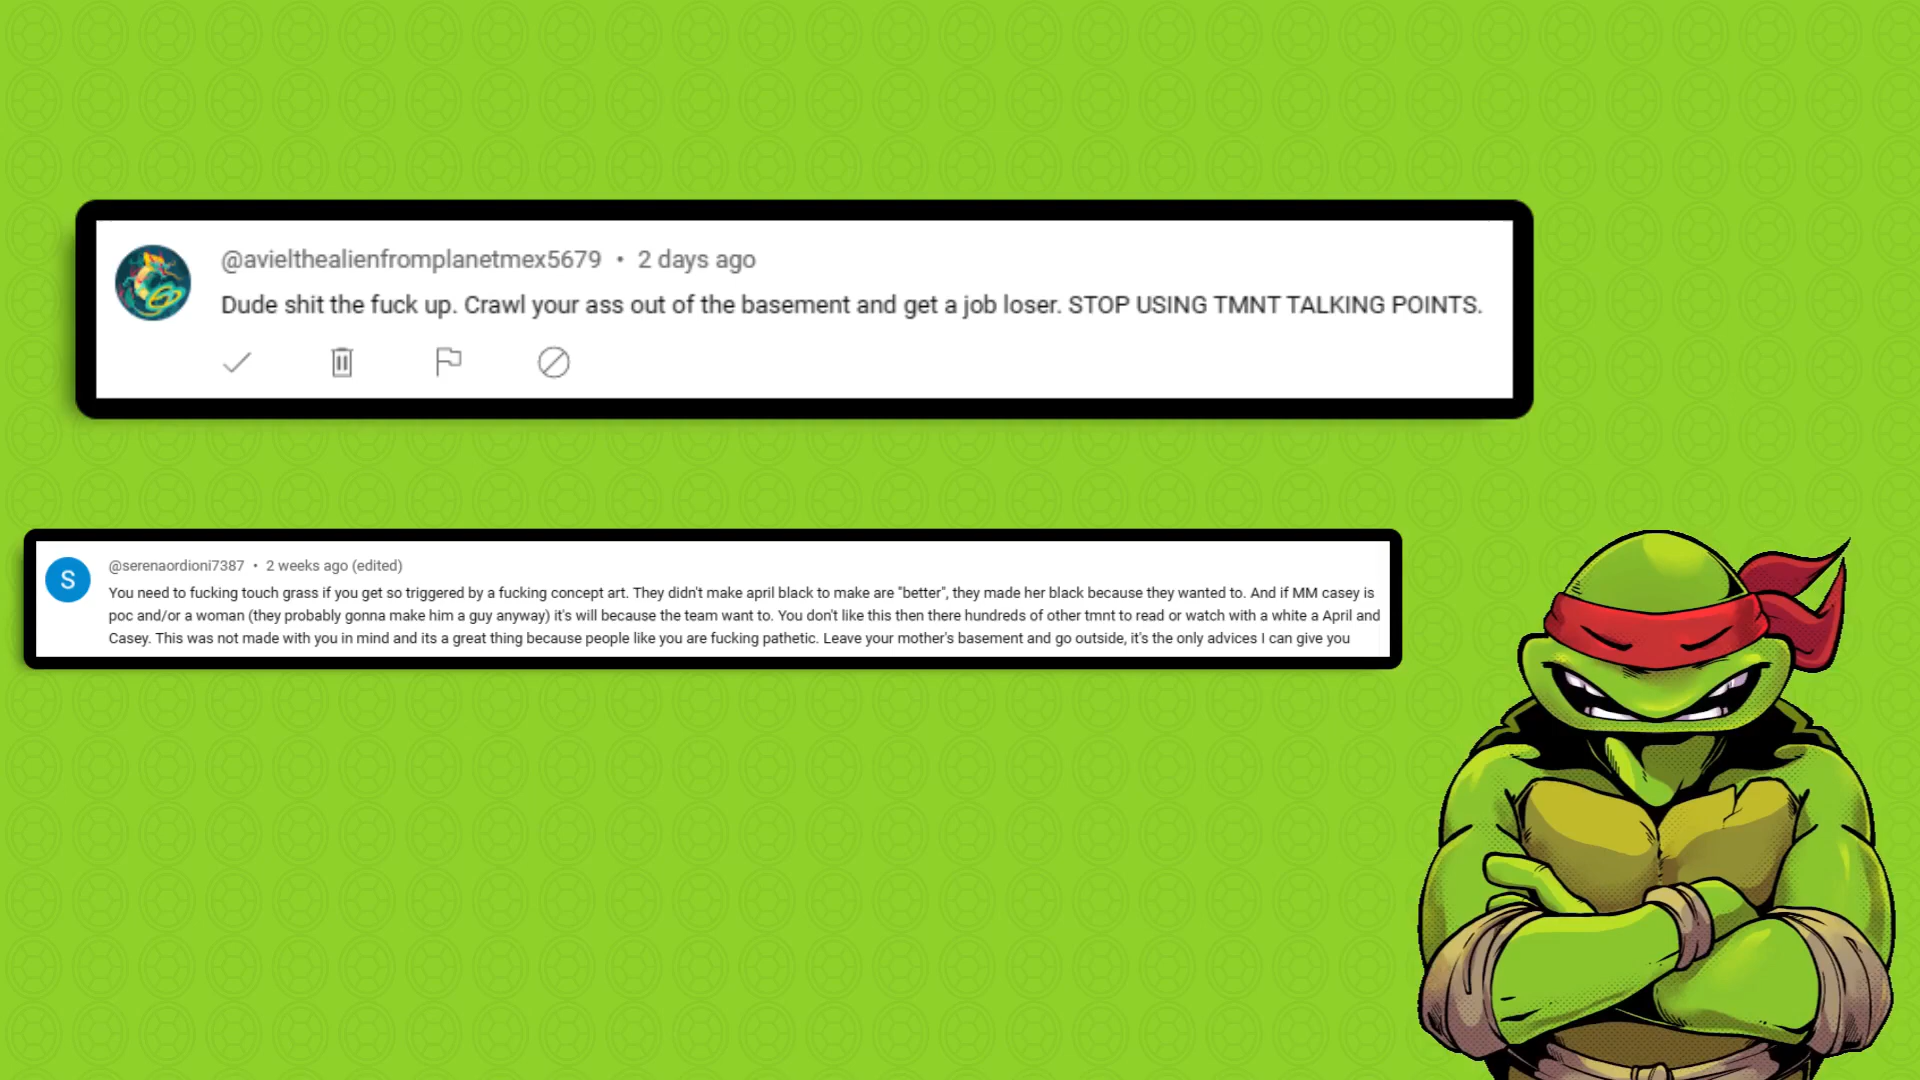 @avielthealienfromplanetmex5679 • 2 days ago
Dude shit the fuck up. Crawl your ass out of the basement and get a job loser. STOP USING TMNT TALKING POINTS.
S
@serenaordioni7387 • 2 weeks ago (edited)
You need to fucking touch grass if you get so triggered by a fucking concept art. They didn't make april black to make are "better", they made her black because they wanted to. And if MM casey is
poc and/or a woman (they probably gonna make him a guy anyway) it's will because the team want to. You don't like this then there hundreds of other tmnt to read or watch with a white a April and
Casey. This was not made with you in mind and its a great thing because people like you are fucking pathetic. Leave your mother's basement and go outside, it's the only advices I can give you